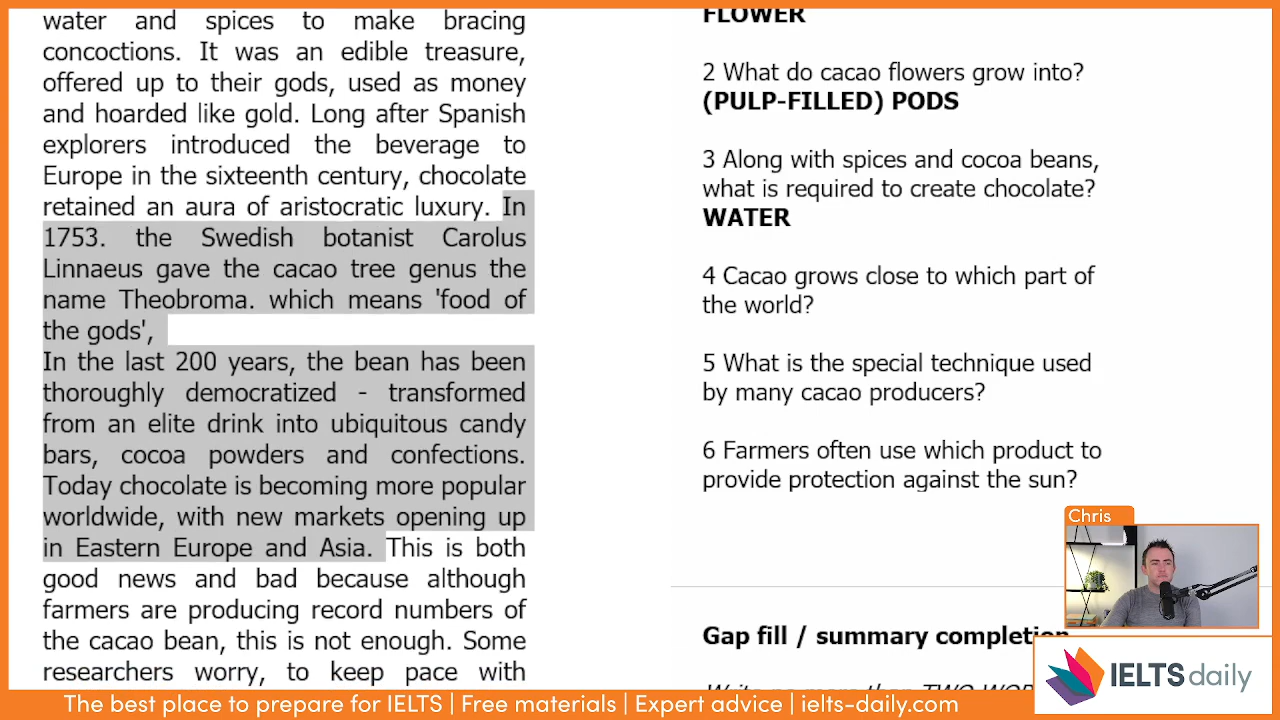 water and spices to make bracing
concoctions. It was an edible treasure,
offered up to their gods, used as money
and hoarded like gold. Long after Spanish
explorers introduced the beverage to
Europe in the sixteenth century, chocolate
retained an aura of aristocratic luxury. In
1753. the Swedish botanist Carolus
Linnaeus gave the cacao tree genus the
name Theobroma. which means 'food of
the gods',
In the last 200 years, the bean has been
thoroughly democratized - transformed
from an elite drink into ubiquitous candy
bars, cocoa powders and confections.
Today chocolate is becoming more popular
worldwide, with new markets opening up
in Eastern Europe and Asia. This is both
good news and bad because although
farmers are producing record numbers of
the cacao bean, this is not enough. Some
researchers worry, to keep pace with
FLOWER
2 What do cacao flowers grow into?
(PULP-FILLED) PODS
3 Along with spices and cocoa beans,
what is required to create chocolate?
WATER
4 Cacao grows close to which part of
the world?
5 What is the special technique used
by many cacao producers?
6 Farmers often use which product to
provide protection against the sun?
Gap fill / summary completion
Write no more than TWO WOR
Chris
IELTS daily
The best place to prepare for IELTS | Free materials | Expert advice | ielts-daily.com